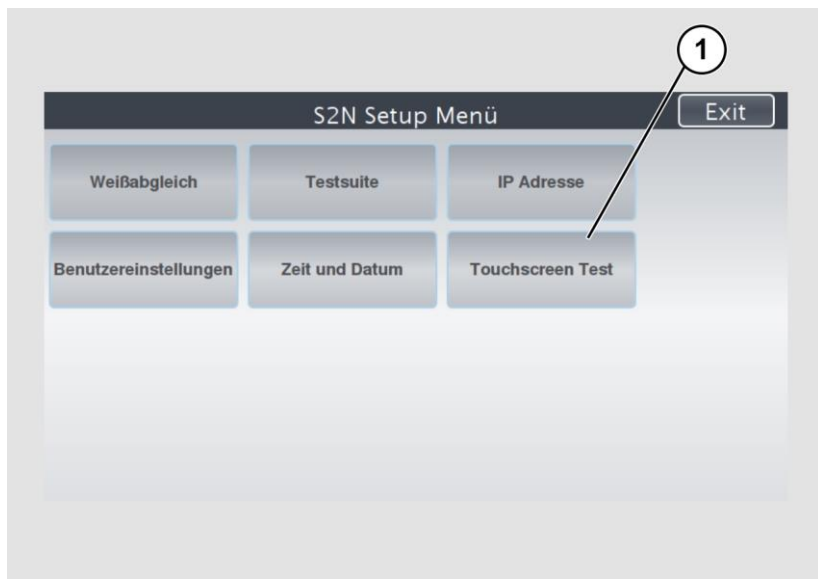 1
S2N Setup Menü Exit
Weißabgleich Testsuite IP Adresse
Benutzereinstellungen Zeit und Datum Touchscreen Test